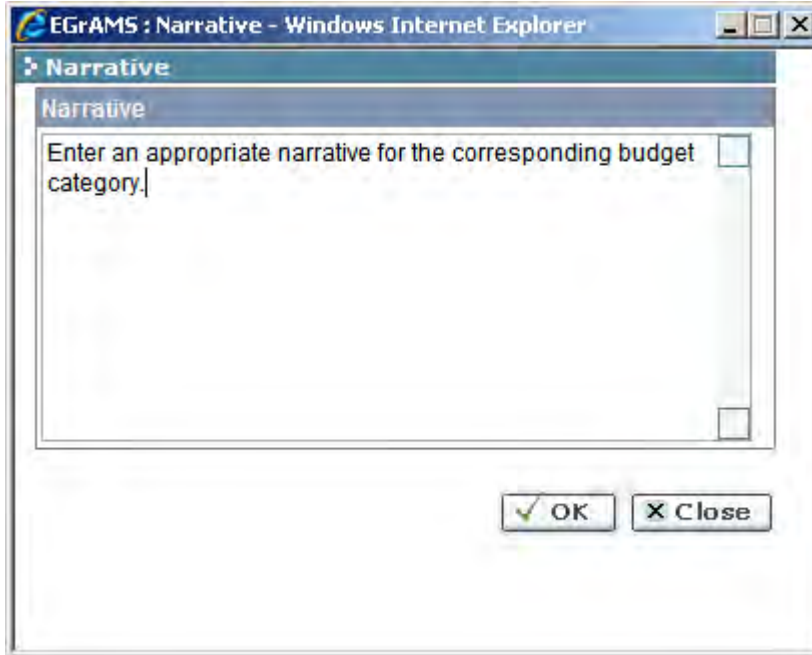 EGrAMS : Narrative - Windows Internet Explorer
Narrative
Narrative
Enter an appropriate narrative for the corresponding budget
category.
OK
Close